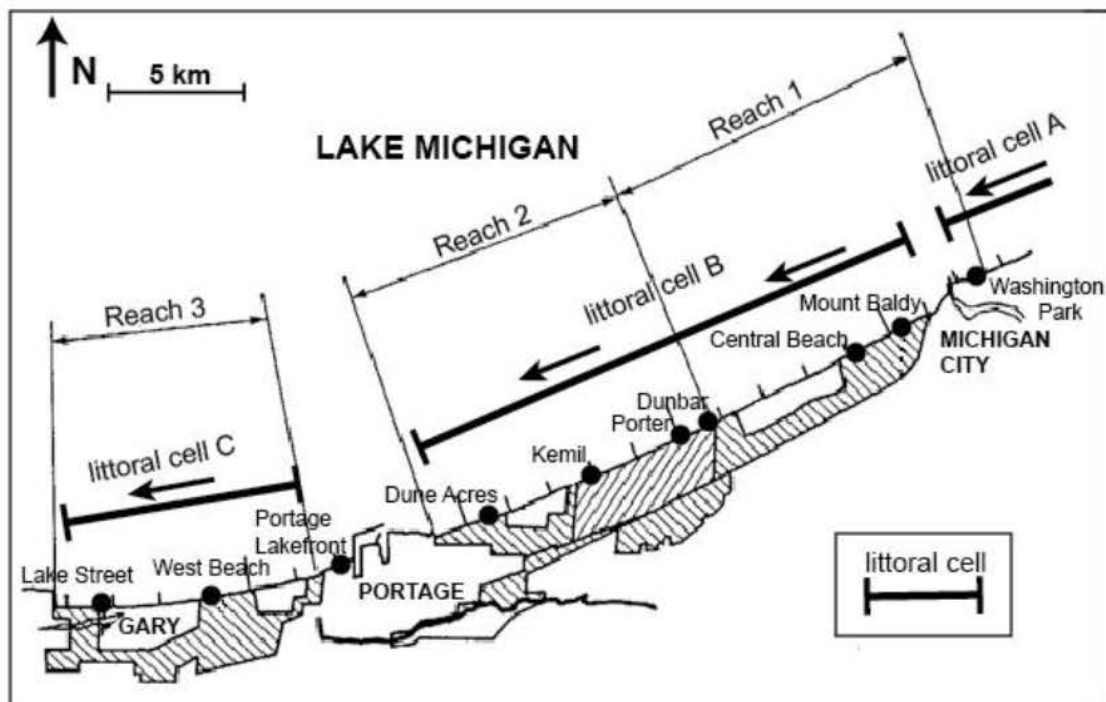 N
5 km
LAKE MICHIGAN
Reach 1
littoral cell A
Reach 2
littoral cell B
Reach 3
Washington
Park
Mount Baldy
MICHIGAN
CITY
Central Beach
Dunbar
Porter
Kemil
littoral cell C
Dune Acres
Portage
Lakefront
Lake Street
West Beach
PORTAGE
GARY
littoral cell